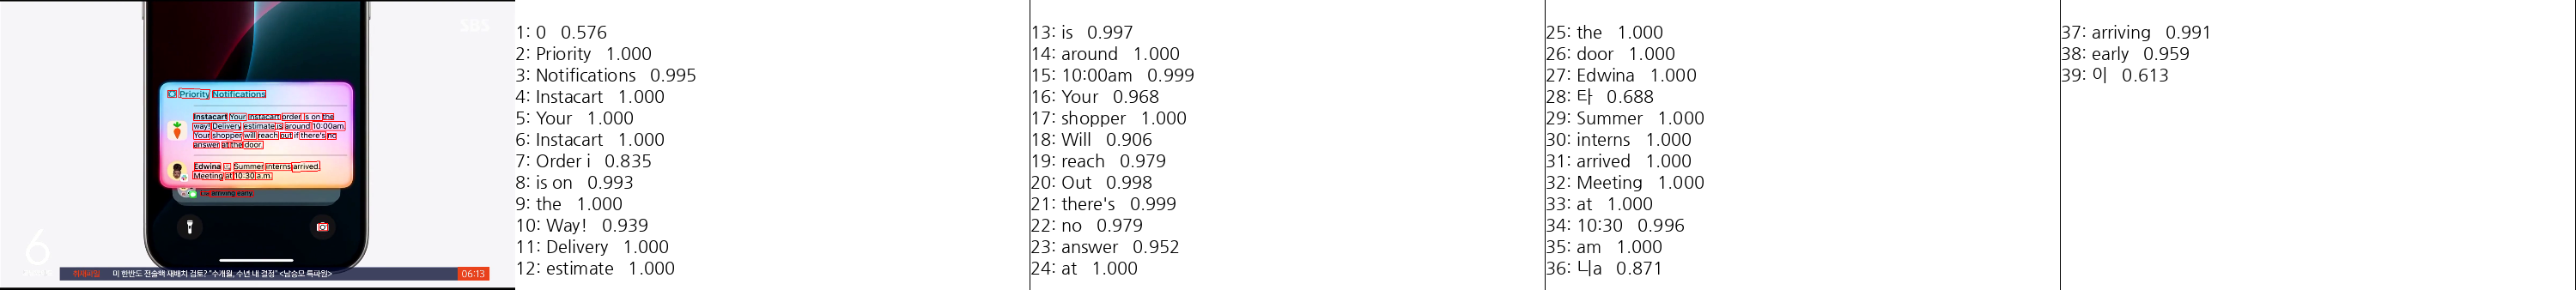 SBS
Priority Notifications
Instacart Your Instacart order is on the
way! Delivery estimate is around 10:00am.
Your shopper will reach out if there's no
answer at the door.
Edwina Summer interns arrived.
Meeting at 10:30 a.m.
arriving early.
6
취재파일 미 한반도 전술핵 재배치 검토? "수개월, 수년 내 결정" <남승모 특파원> 06:13
1: 0 0.576
2: Priority 1.000
3: Notifications 0.995
4: Instacart 1.000
5: Your 1.000
6: Instacart 1.000
7: Order i 0.835
8: is on 0.993
9: the 1.000
10: Way! 0.939
11: Delivery 1.000
12: estimate 1.000
13: is 0.997
14: around 1.000
15: 10:00am 0.999
16: Your 0.968
17: shopper 1.000
18: Will 0.906
19: reach 0.979
20: Out 0.998
21: there's 0.999
22: no 0.979
23: answer 0.952
24: at 1.000
25: the 1.000
26: door 1.000
27: Edwina 1.000
28: 타 0.688
29: Summer 1.000
30: interns 1.000
31: arrived 1.000
32: Meeting 1.000
33: at 1.000
34: 10:30 0.996
35: am 1.000
36: 니a 0.871
37: arriving 0.991
38: early 0.959
39: 이 0.613